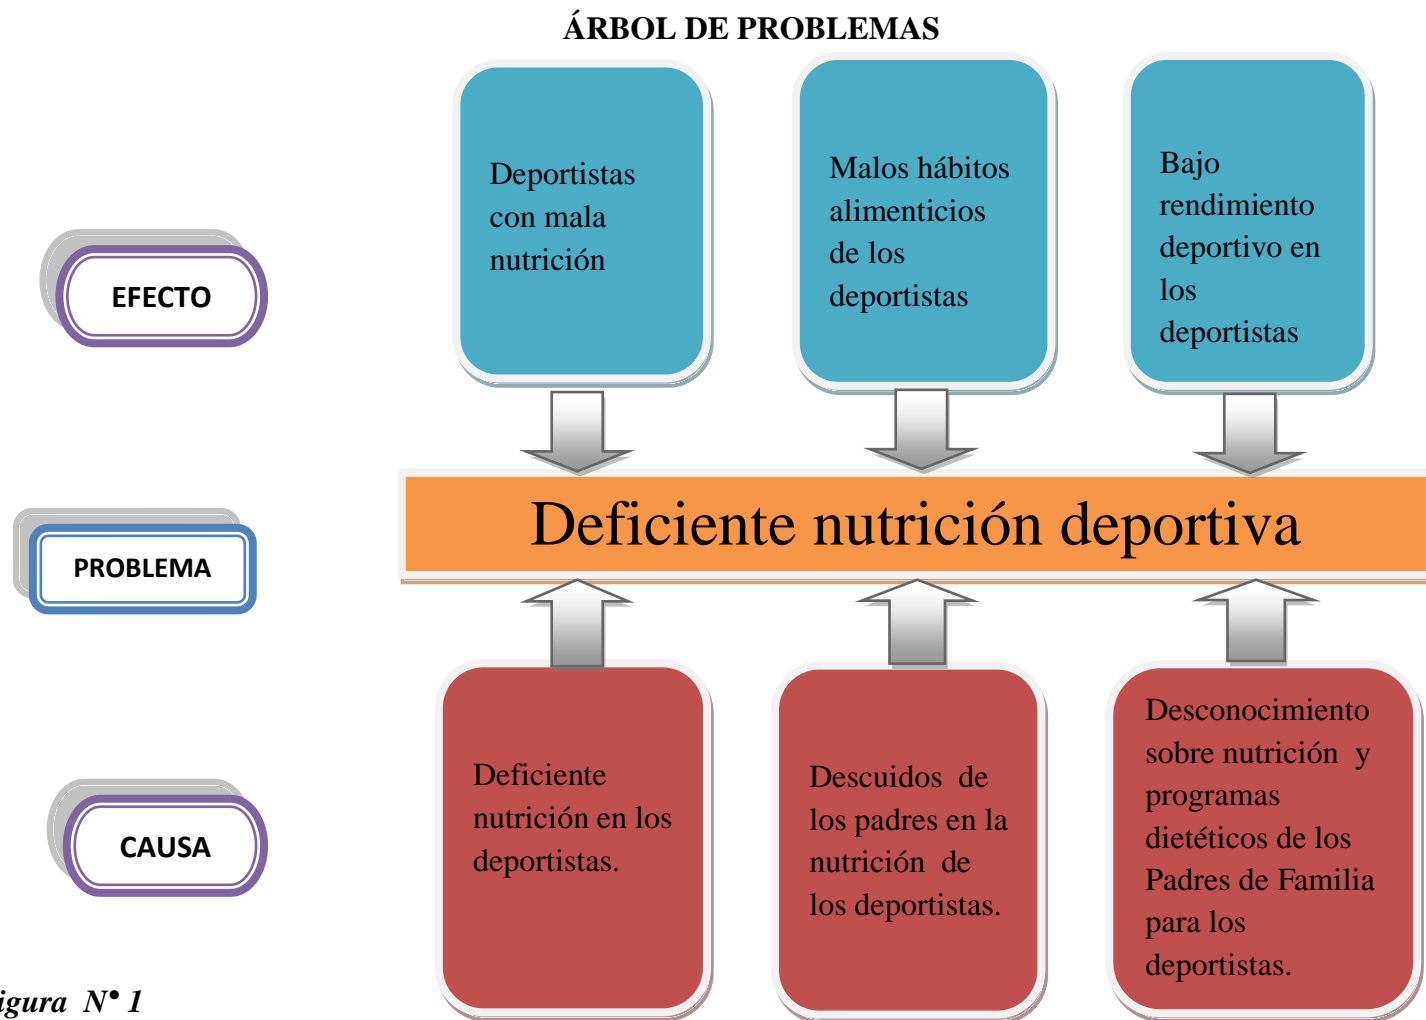 ÁRBOL DE PROBLEMAS
Deportistas
con mala
nutrición
Malos hábitos
alimenticios
de los
deportistas
Bajo
rendimiento
deportivo en
los
deportistas
EFECTO
Deficiente nutrición deportiva
PROBLEMA
Deficiente
nutrición en los
deportistas.
Descuidos de
los padres en la
nutrición de
los deportistas.
Desconocimiento
sobre nutrición y
programas
dietéticos de los
Padres de Familia
para los
deportistas.
CAUSA
igura N• 1